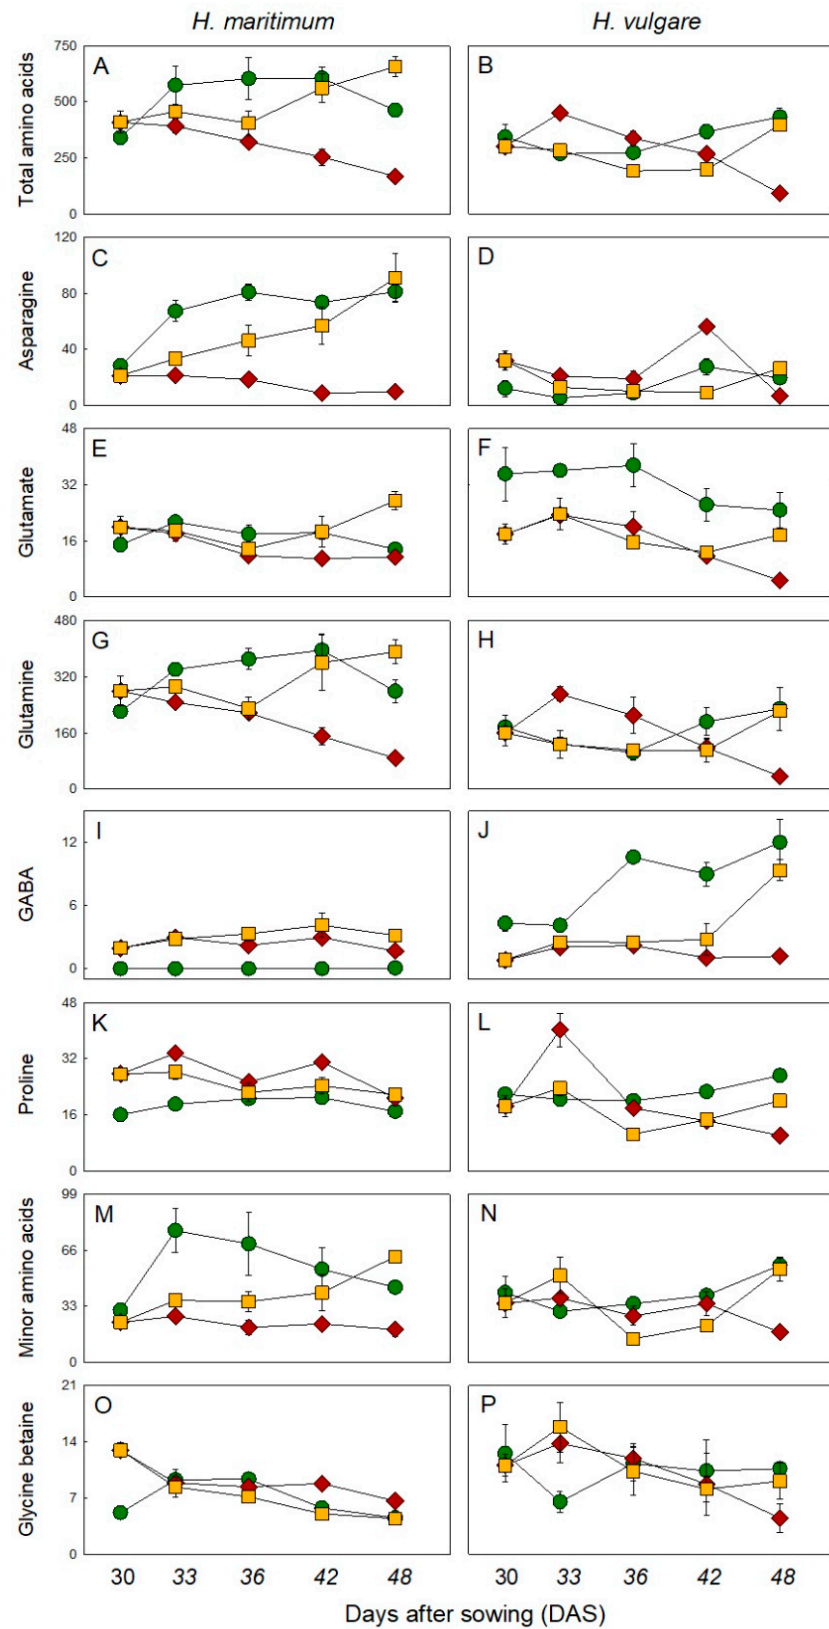 H. maritimum H. vulgare
Total amino acids
750
500
250
0
A
B
Asparagine
120
80
40
0
C
D
Glutamate
48
32
16
0
E
F
Glutamine
480
320
160
0
G
H
GABA
12
6
0
I
J
Proline
48
32
16
0
K
L
Minor amino acids
99
66
33
0
M
N
Glycine betaine
21
14
7
0
O
P
30 33 36 42 48 30 33 36 42 48
Days after sowing (DAS)